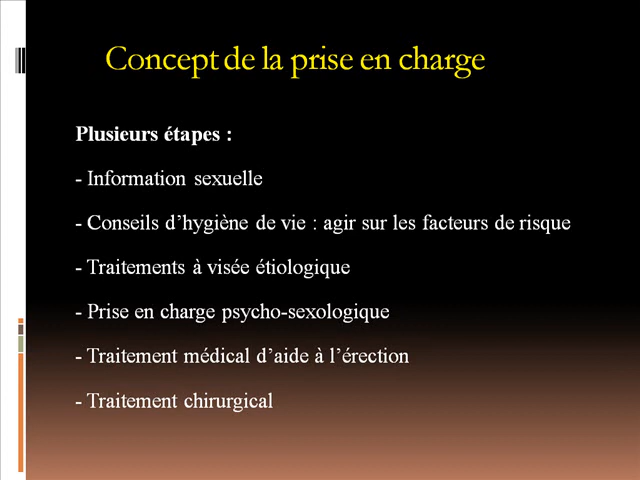 Concept de la prise en charge
Plusieurs étapes :
- Information sexuelle
- Conseils d’hygiène de vie : agir sur les facteurs de risque
- Traitements à visée étiologique
- Prise en charge psycho-sexologique
- Traitement médical d’aide à l’érection
- Traitement chirurgical